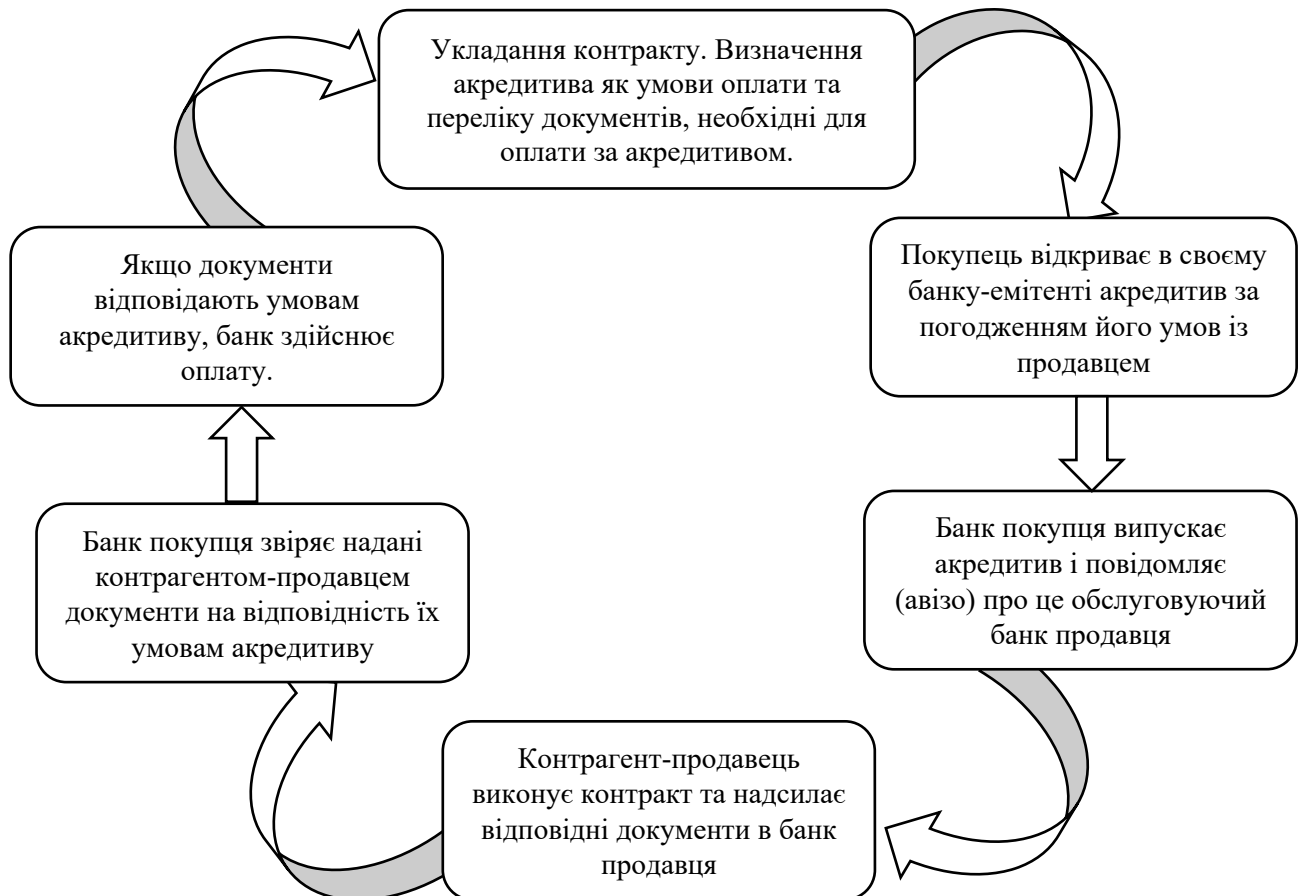 Укладання контракту. Визначення
акредитива як умови оплати та
переліку документів, необхідні для
оплати за акредитивом.
Покупець відкриває в своєму
банку-емітенті акредитив за
погодженням його умов із
продавцем
Банк покупця випускає
акредитив і повідомляє
(авізо) про це обслуговуючий
банк продавця
Контрагент-продавець
виконує контракт та надсилає
відповідні документи в банк
продавця
Банк покупця звіряє надані
контрагентом-продавцем
документи на відповідність їх
умовам акредитиву
Якщо документи
відповідають умовам
акредитиву, банк здійснює
оплату.